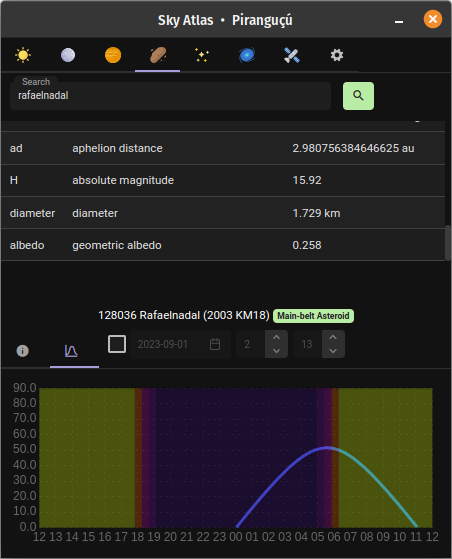 Sky Atlas • Piranguçú
Search
rafaelnadal
ad aphelion distance 2.980756384646625 au
H absolute magnitude 15.92
diameter diameter 1.729 km
albedo geometric albedo 0.258
128036 Rafaelnadal (2003 KM18) Main-belt Asteroid
2023-09-01 2 13
90.0
80.0
70.0
60.0
50.0
40.0
30.0
20.0
10.0
0.0
12 13 14 15 16 17 18 19 20 21 22 23 00 01 02 03 04 05 06 07 08 09 10 11 12